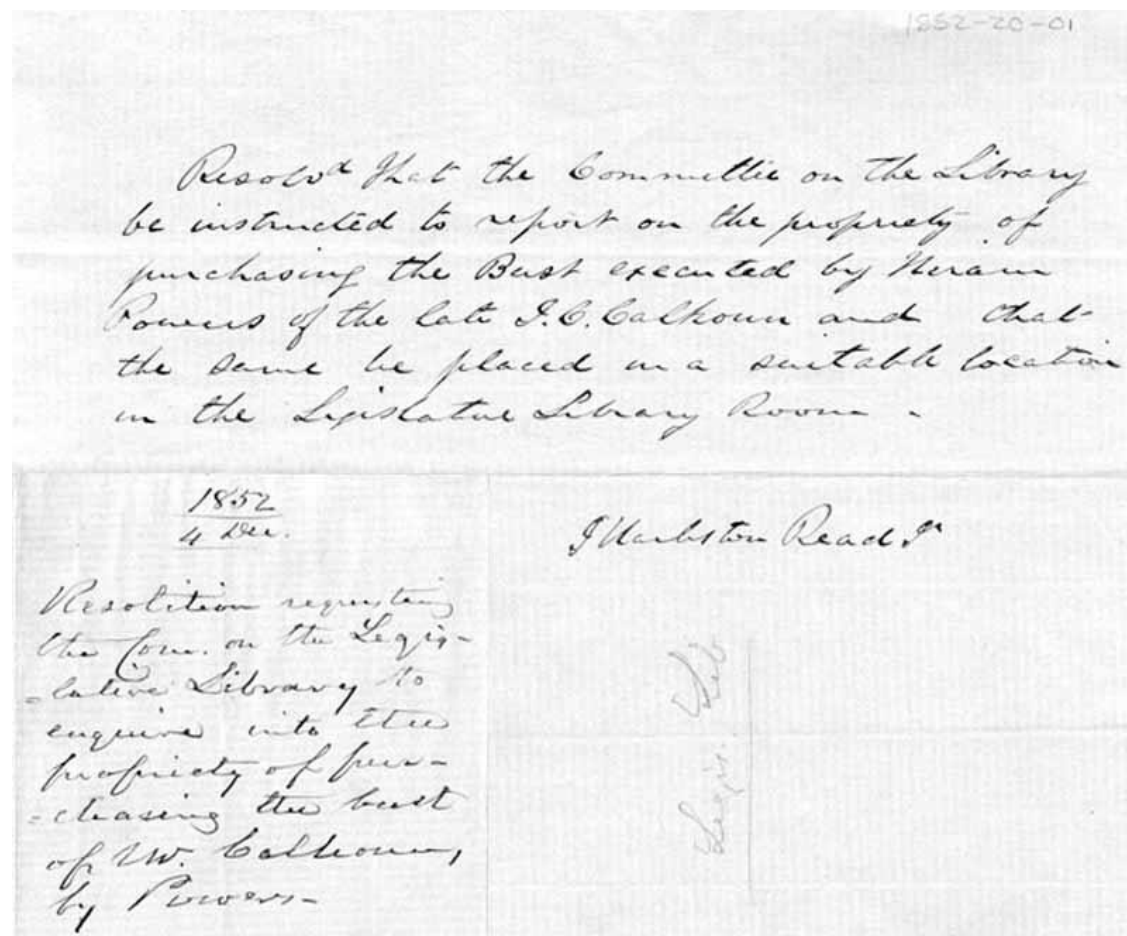 1852-20-01
Resolvd That the Committee on the Library
be instructed to report on the propriety of
purchasing the Bust executed by Hiram
Powers of the late J. C. Calhoun and that
the same be placed in a suitable location
in the Legislative Library Room -
1852
4 Dec.
Resolution requesting
the Com. on the Legis-
-lative Library to
enquire into the
propriety of pur-
-chasing the bust
of Mr. Calhoun,
by Powers-
J Harleston Read Jr
Legis. Lib